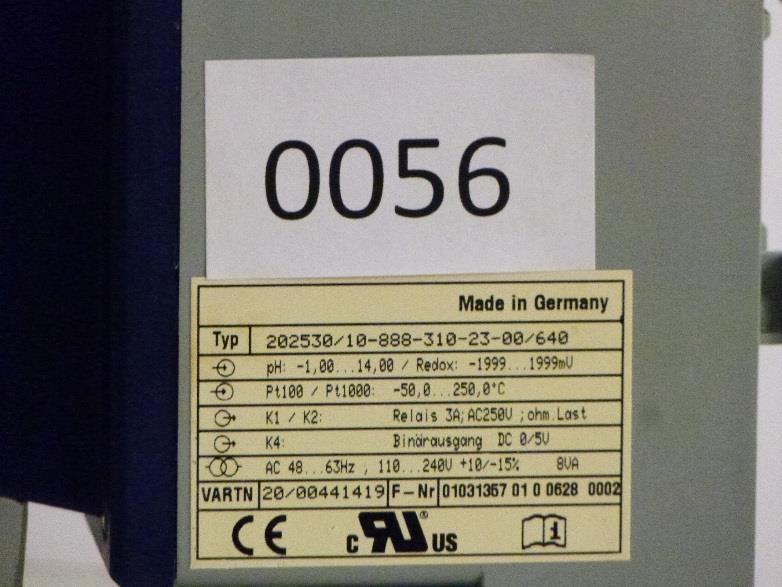 0056
Made in Germany
Typ 202530/10-888-310-23-00/640
pH: -1,00...14,00 / Redox: -1999...1999mV
Pt100 / Pt1000: -50,0...250,0°C
K1 / K2: Relais 3A;AC250V ;ohm.Last
K4: Binärausgang DC 0/5V
AC 48...63Hz , 110...240V +10/-15% 8VA
VARTN 20/00441419 F-Nr 01031357 01 0 0628 0002
CE c RU ® US i